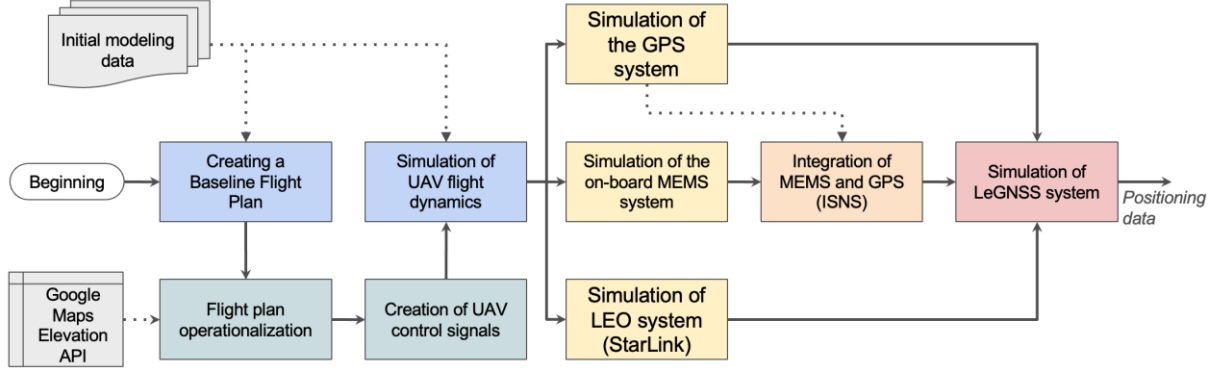 Initial modeling
data
Simulation of
the GPS
system
Beginning
Creating a
Baseline Flight
Plan
Simulation of
UAV flight
dynamics
Simulation of the
on-board MEMS
system
Integration of
MEMS and GPS
(ISNS)
Simulation of
LeGNSS system
Positioning
data
Google
Maps
Elevation
API
Flight plan
operationalization
Creation of UAV
control signals
Simulation of
LEO system
(StarLink)